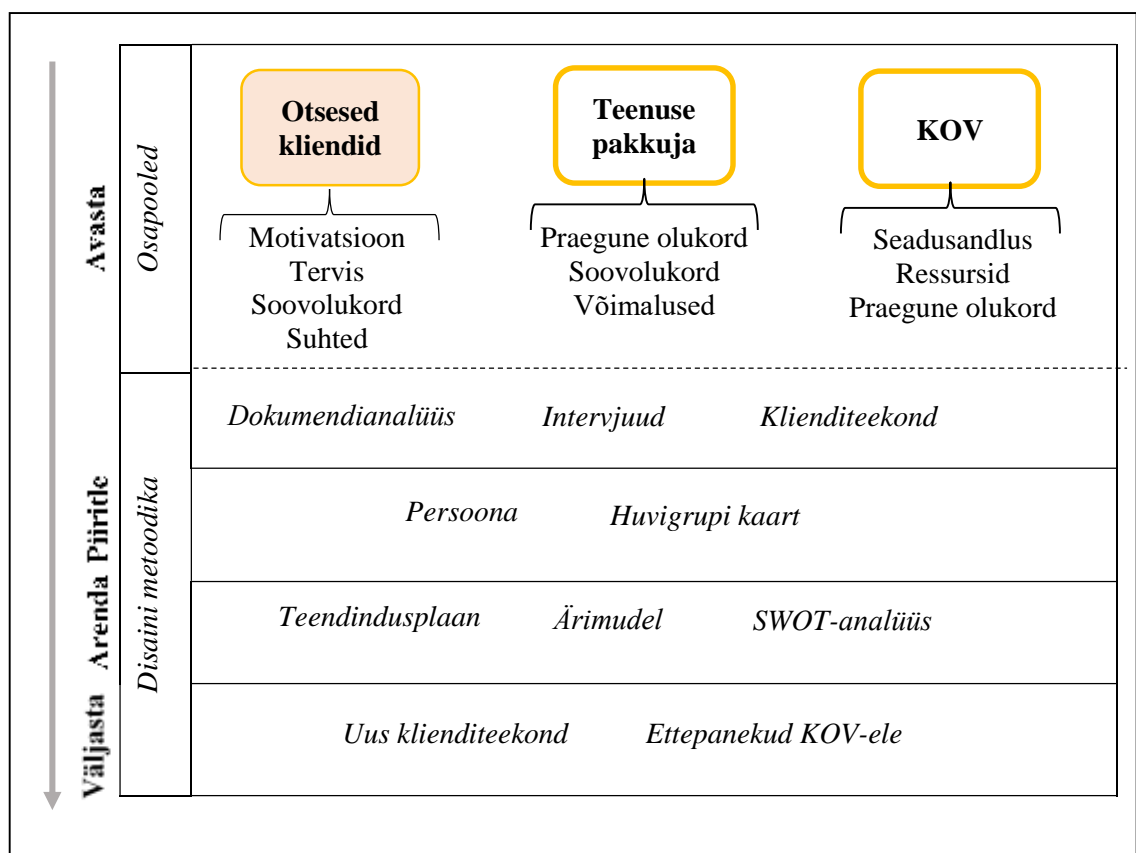 Avasta
Osapooled
Otsesed
kliendid
Teenuse
pakkuja
KOV
Motivatsioon
Tervis
Soovolukord
Suhted
Praegune olukord
Soovolukord
Võimalused
Seadusandlus
Ressursid
Praegune olukord
Disaini metoodika
Dokumendianalüüs Intervjuud Klienditeekond
Piiritle
Persoona Huvigrupi kaart
Arenda
Teendindusplaan Ärimudel SWOT-analüüs
Väljasta
Uus klienditeekond Ettepanekud KOV-ele